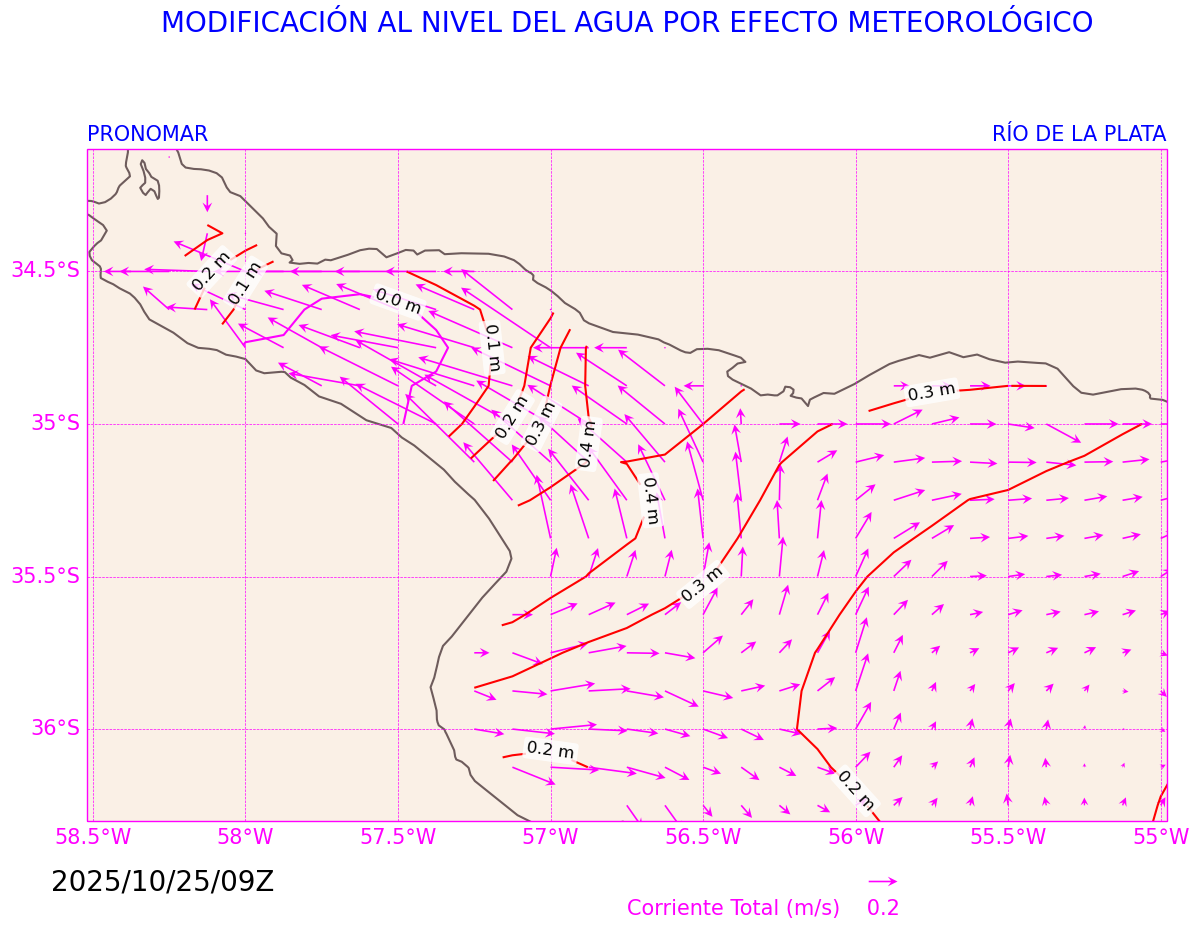 MODIFICACIÓN AL NIVEL DEL AGUA POR EFECTO METEOROLÓGICO
PRONOMAR
RÍO DE LA PLATA
34.5°S
35°S
35.5°S
36°S
0.2 m
0.1 m
0.0 m
0.1 m
0.2 m
0.3 m
0.4 m
0.4 m
0.3 m
0.3 m
0.2 m
0.2 m
58.5°W
58°W
57.5°W
57°W
56.5°W
56°W
55.5°W
55°W
2025/10/25/09Z
Corriente Total (m/s)
0.2